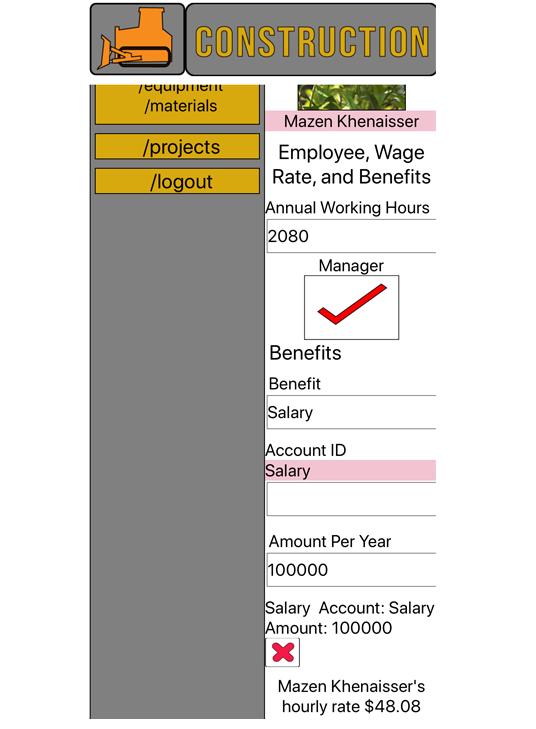 CONSTRUCTION
/equipment
/materials
/projects
/logout
Mazen Khenaisser
Employee, Wage
Rate, and Benefits
Annual Working Hours
2080
Manager
Benefits
Benefit
Salary
Account ID
Salary
Amount Per Year
100000
Salary Account: Salary
Amount: 100000
Mazen Khenaisser's
hourly rate $48.08